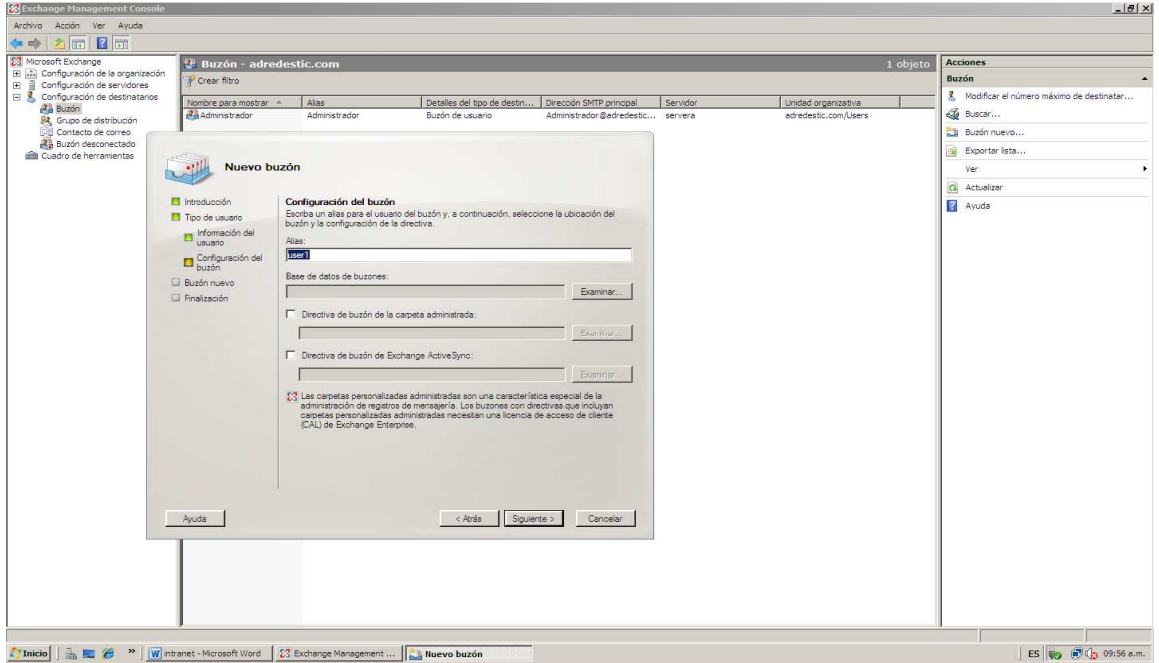 Exchange Management Console
Archivo Acción Ver Ayuda
Microsoft Exchange
Configuración de la organización
Configuración de servidores
Configuración de destinatarios
Buzón
Grupo de distribución
Contacto de correo
Buzón desconectado
Cuadro de herramientas
Buzón - adredestic.com 1 objeto
Crear filtro
Nombre para mostrar Alias Detalles del tipo de destin... Dirección SMTP principal Servidor Unidad organizativa
Administrador Administrador Buzón de usuario Administrador@adredestic... servera adredestic.com/Users
Nuevo buzón
Introducción
Tipo de usuario
Información del
usuario
Configuración del
buzón
Buzón nuevo
Finalización
Configuración del buzón
Escriba un alias para el usuario del buzón y, a continuación, seleccione la ubicación del
buzón y la configuración de la directiva.
Alias:
user1
Base de datos de buzones:
Examinar...
Directiva de buzón de la carpeta administrada:
Examinar...
Directiva de buzón de Exchange ActiveSync:
Examinar...
Las carpetas personalizadas administradas son una característica especial de la
administración de registros de mensajería. Los buzones con directivas que incluyan
carpetas personalizadas administradas necesitan una licencia de acceso de cliente
(CAL) de Exchange Enterprise.
Ayuda < Atrás Siguiente > Cancelar
Acciones
Buzón
Modificar el número máximo de destinatar...
Buscar...
Buzón nuevo...
Exportar lista...
Ver
Actualizar
Ayuda
Inicio » intranet - Microsoft Word Exchange Management ... Nuevo buzón ES 09:56 a.m.